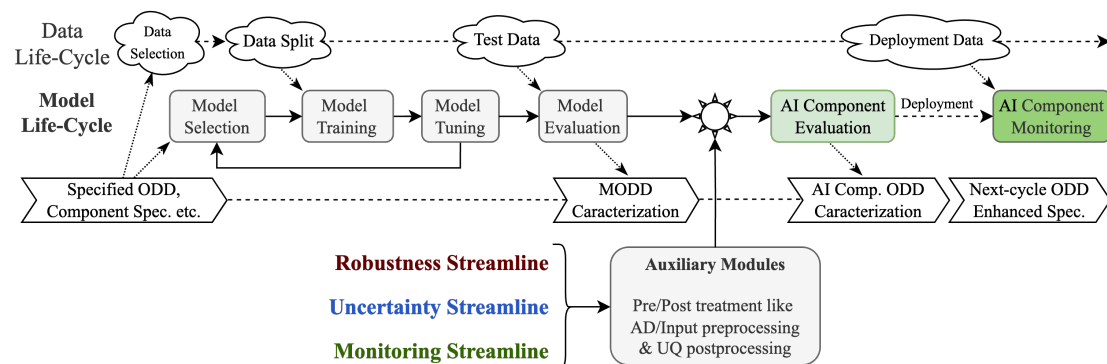 Data
Life-Cycle
Data
Selection
Data Split
Test Data
Deployment Data
Model
Life-Cycle
Model
Selection
Model
Training
Model
Tuning
Model
Evaluation
AI Component
Evaluation
Deployment
AI Component
Monitoring
Specified ODD,
Component Spec. etc.
MODD
Caracterization
AI Comp. ODD
Caracterization
Next-cycle ODD
Enhanced Spec.
Robustness Streamline
Uncertainty Streamline
Monitoring Streamline
Auxiliary Modules
Pre/Post treatment like
AD/Input preprocessing
& UQ postprocessing